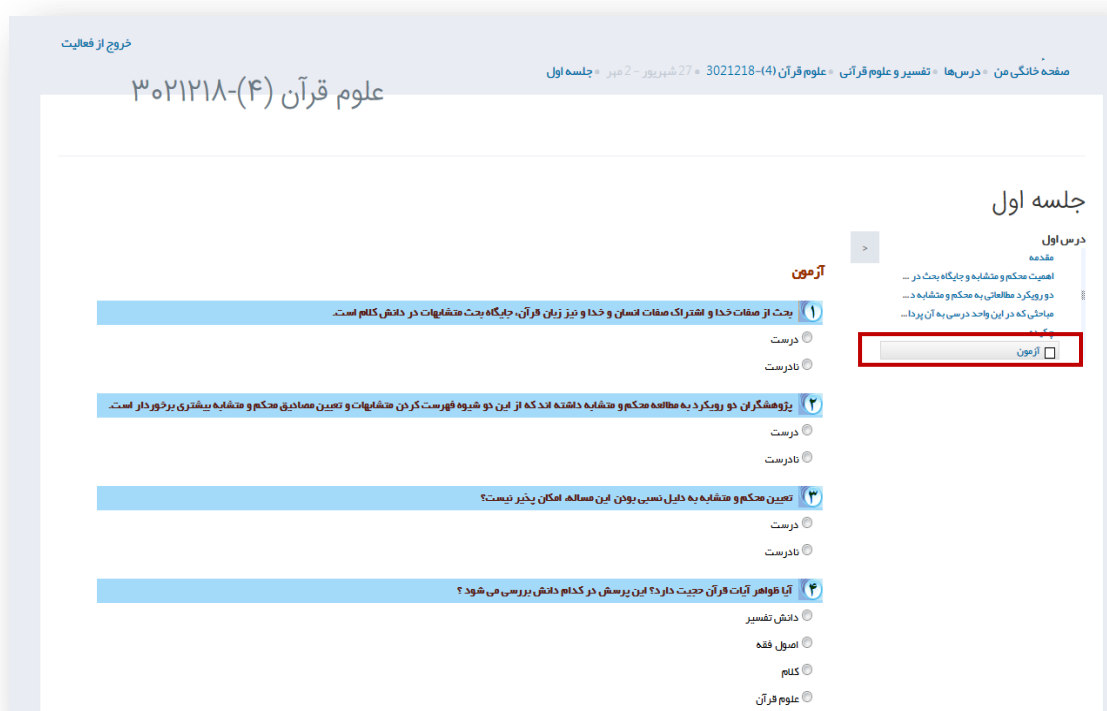 خروج از فعالیت
صفحه خانگی من درس‌ها تفسیر و علوم قرآنی علوم قرآن (4)-3021218 27 شهریور - 2 مهر جلسه اول
علوم قرآن (۴)-۳۰۲۱۲۱۸
جلسه اول
درس اول
مقدمه
اهمیت محکم و متشابه و جایگاه بحث در ...
دو رویکرد مطالعاتی به محکم و متشابه د...
مباحثی که در این واحد درسی به آن پردا...
آزمون
>
آزمون
۱ بحث از صفات خدا و اشتراک صفات انسان و خدا و نیز زبان قرآن، جایگاه بحث متشابهات در دانش کلام است.
درست
نادرست
۲ پژوهشگران دو رویکرد به مطالعه محکم و متشابه داشته اند که از این دو شیوه فهرست کردن متشابهات و تعیین مصادیق محکم و متشابه بیشتری برخوردار است.
درست
نادرست
۳ تعیین محکم و متشابه به دلیل نسبی بودن این مساله، امکان پذیر نیست؟
درست
نادرست
۴ آیا ظواهر آیات قرآن حجیت دارد؟ این پرسش در کدام دانش بررسی می شود ؟
دانش تفسیر
اصول فقه
کلام
علوم قرآن